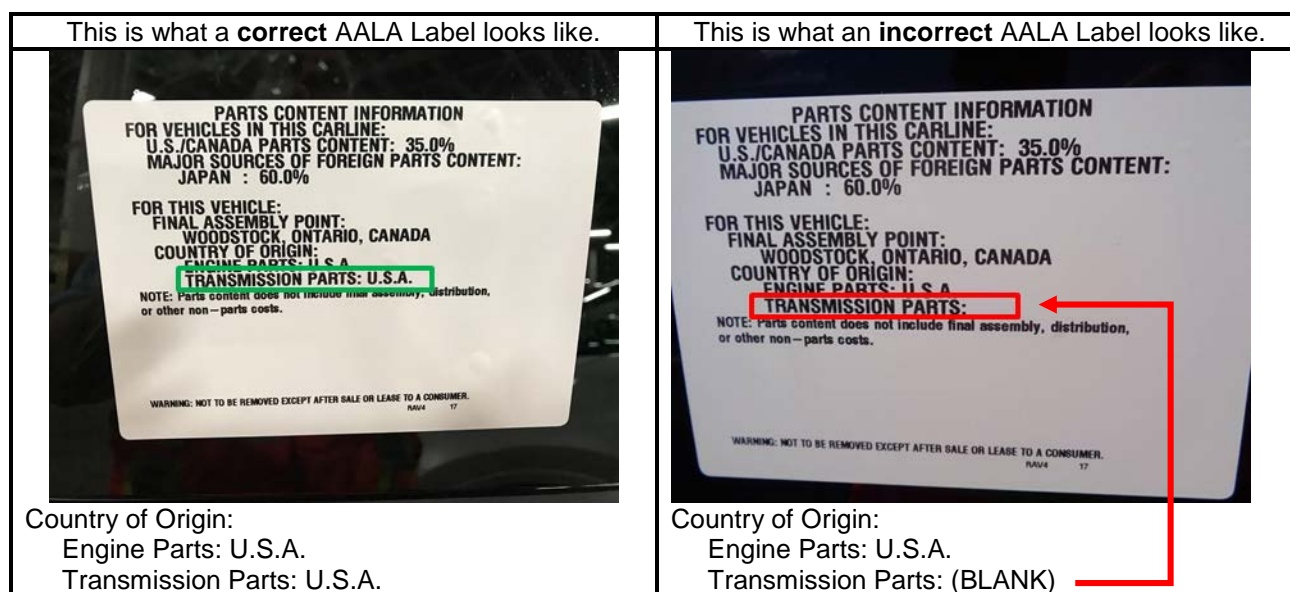 This is what a correct AALA Label looks like.
PARTS CONTENT INFORMATION
FOR VEHICLES IN THIS CARLINE:
U.S./CANADA PARTS CONTENT: 35.0%
MAJOR SOURCES OF FOREIGN PARTS CONTENT:
JAPAN : 60.0%
FOR THIS VEHICLE:
FINAL ASSEMBLY POINT:
WOODSTOCK, ONTARIO, CANADA
COUNTRY OF ORIGIN:
ENGINE PARTS: U.S.A.
TRANSMISSION PARTS: U.S.A.
NOTE: Parts content does not include final assembly, distribution,
or other non-parts costs.
WARNING: NOT TO BE REMOVED EXCEPT AFTER SALE OR LEASE TO A CONSUMER.
RAV4 17
Country of Origin:
Engine Parts: U.S.A.
Transmission Parts: U.S.A.
This is what an incorrect AALA Label looks like.
PARTS CONTENT INFORMATION
FOR VEHICLES IN THIS CARLINE:
U.S./CANADA PARTS CONTENT: 35.0%
MAJOR SOURCES OF FOREIGN PARTS CONTENT:
JAPAN : 60.0%
FOR THIS VEHICLE:
FINAL ASSEMBLY POINT:
WOODSTOCK, ONTARIO, CANADA
COUNTRY OF ORIGIN:
ENGINE PARTS: U.S.A.
TRANSMISSION PARTS:
NOTE: Parts content does not include final assembly, distribution,
or other non-parts costs.
WARNING: NOT TO BE REMOVED EXCEPT AFTER SALE OR LEASE TO A CONSUMER.
RAV4 17
Country of Origin:
Engine Parts: U.S.A.
Transmission Parts: (BLANK)